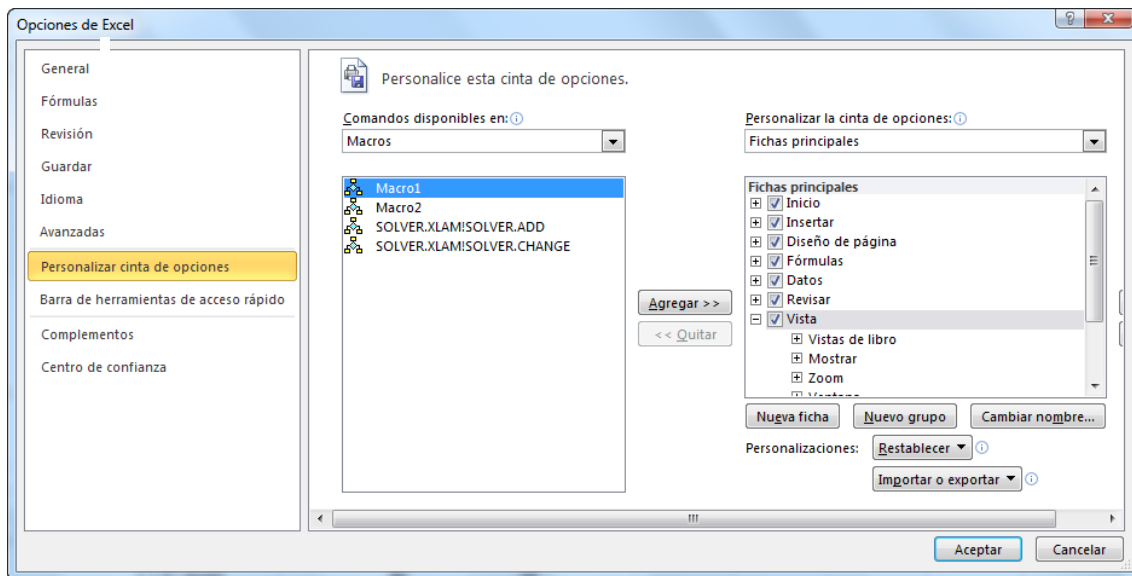 Opciones de Excel
General
Fórmulas
Revisión
Guardar
Idioma
Avanzadas
Personalizar cinta de opciones
Barra de herramientas de acceso rápido
Complementos
Centro de confianza
Personalice esta cinta de opciones.
Comandos disponibles en:
Macros
Macro1
Macro2
SOLVER.XLAM!SOLVER.ADD
SOLVER.XLAM!SOLVER.CHANGE
Agregar >>
<< Quitar
Personalizar la cinta de opciones:
Fichas principales
Fichas principales
Inicio
Insertar
Diseño de página
Fórmulas
Datos
Revisar
Vista
Vistas de libro
Mostrar
Zoom
Nueva ficha
Nuevo grupo
Cambiar nombre...
Personalizaciones:
Restablecer
Importar o exportar
Aceptar
Cancelar